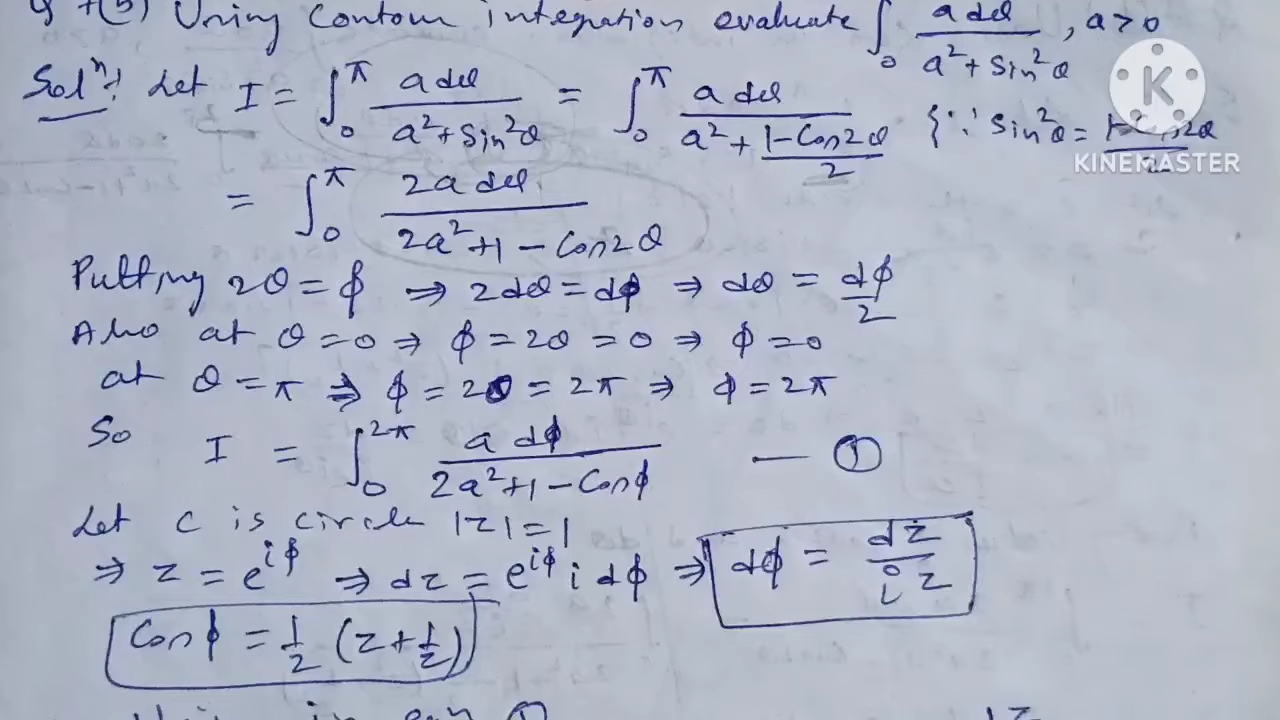 Using Contour integration evaluate ∫₀ a dθ / (a² + Sin²θ), a>0
Solⁿ: Let I = ∫₀^π a dθ / (a² + Sin²θ) = ∫₀^π a dθ / (a² + (1-Cos2θ)/2) {∵ Sin²θ =
= ∫₀^π 2a dθ / (2a²+1 - Cos2θ)
Putting 2θ = φ ⇒ 2dθ = dφ ⇒ dθ = dφ/2
Also at θ = 0 ⇒ φ = 2θ = 0 ⇒ φ = 0
at θ = π ⇒ φ = 2θ = 2π ⇒ φ = 2π
So I = ∫₀^2π a dφ / (2a²+1 - Cosφ) — ①
Let C is circle |z| = 1
⇒ z = e^iφ ⇒ dz = e^iφ i dφ ⇒ dφ = dz / iz
Cosφ = 1/2 (z + 1/z)
K
KINEMASTER